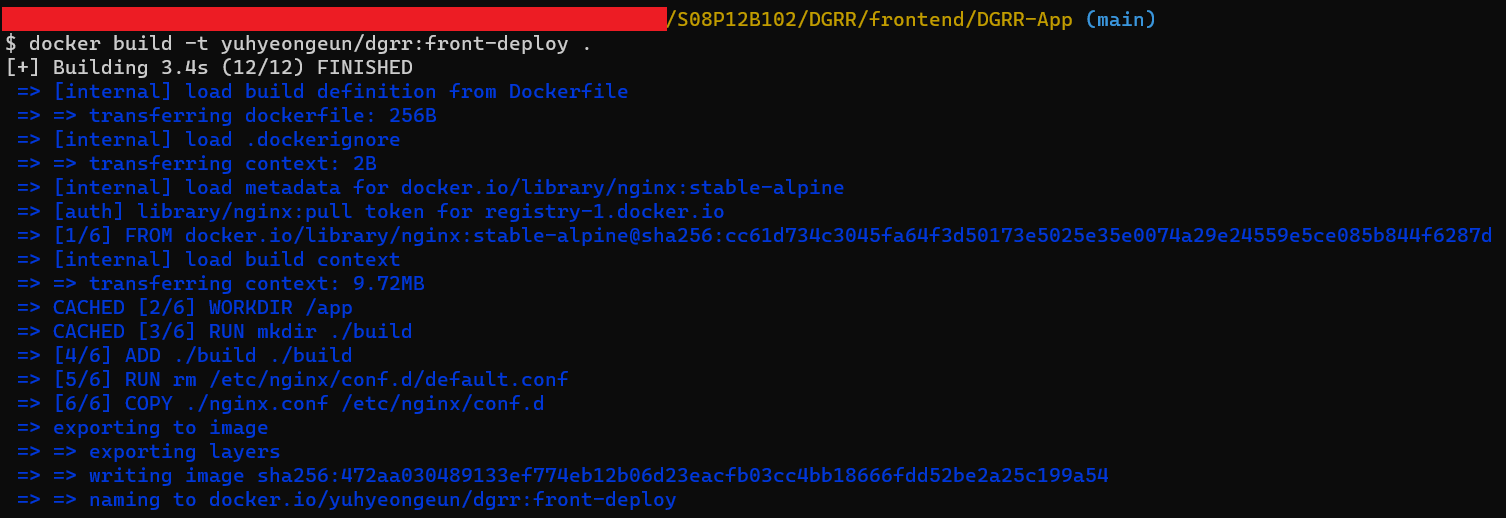 /S08P12B102/DGRR/frontend/DGRR-App (main)
$ docker build -t yuhyeongeun/dgrr:front-deploy .
[+] Building 3.4s (12/12) FINISHED
 => [internal] load build definition from Dockerfile
 => => transferring dockerfile: 256B
 => [internal] load .dockerignore
 => => transferring context: 2B
 => [internal] load metadata for docker.io/library/nginx:stable-alpine
 => [auth] library/nginx:pull token for registry-1.docker.io
 => [1/6] FROM docker.io/library/nginx:stable-alpine@sha256:cc61d734c3045fa64f3d50173e5025e35e0074a29e24559e5ce085b844f6287d
 => [internal] load build context
 => => transferring context: 9.72MB
 => CACHED [2/6] WORKDIR /app
 => CACHED [3/6] RUN mkdir ./build
 => [4/6] ADD ./build ./build
 => [5/6] RUN rm /etc/nginx/conf.d/default.conf
 => [6/6] COPY ./nginx.conf /etc/nginx/conf.d
 => exporting to image
 => => exporting layers
 => => writing image sha256:472aa030489133ef774eb12b06d23eacfb03cc4bb18666fdd52be2a25c199a54
 => => naming to docker.io/yuhyeongeun/dgrr:front-deploy